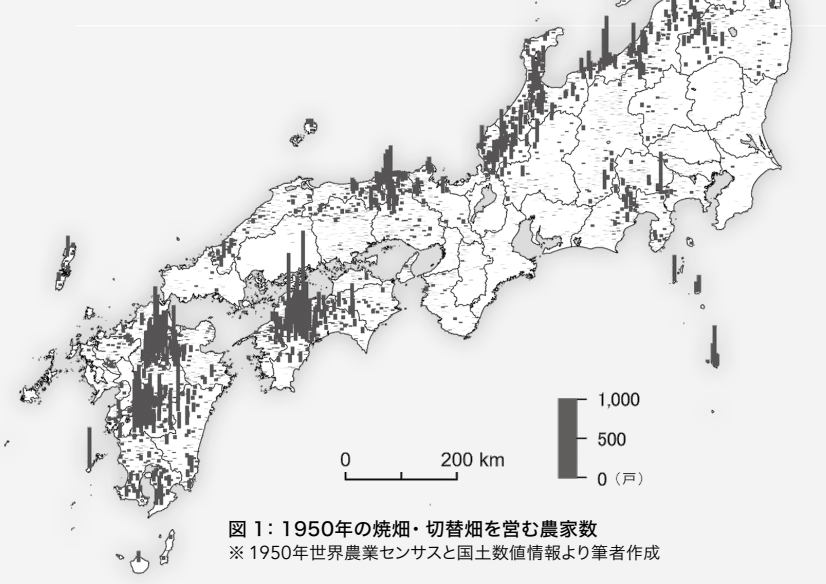 1,000
500
0（戸）
0 200 km
図 1： 1950年の焼畑・切替畑を営む農家数
※ 1950年世界農業センサスと国土数値情報より筆者作成